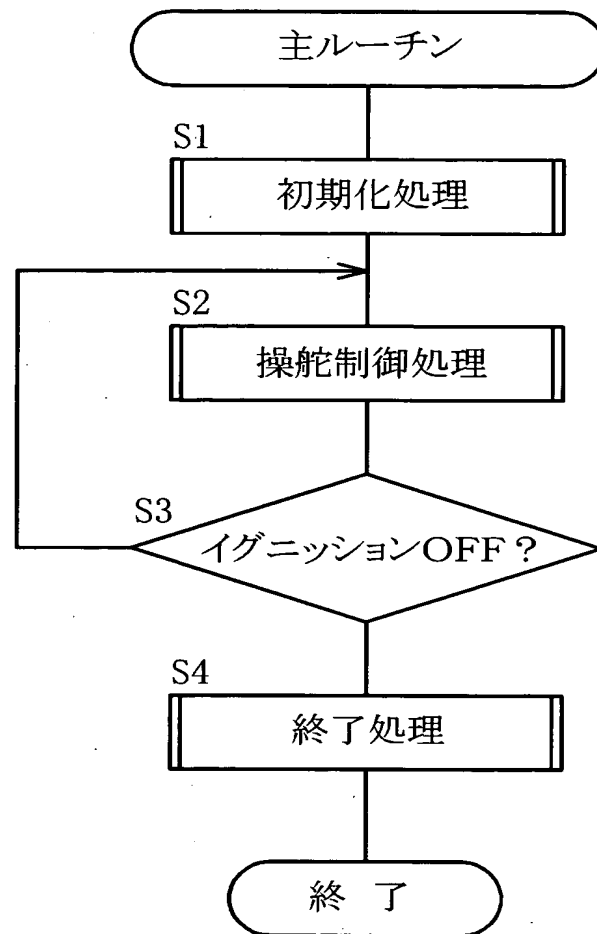 主ルーチン
S1
初期化処理
S2
操舵制御処理
S3
イグニッションOFF？
S4
終了処理
終 了